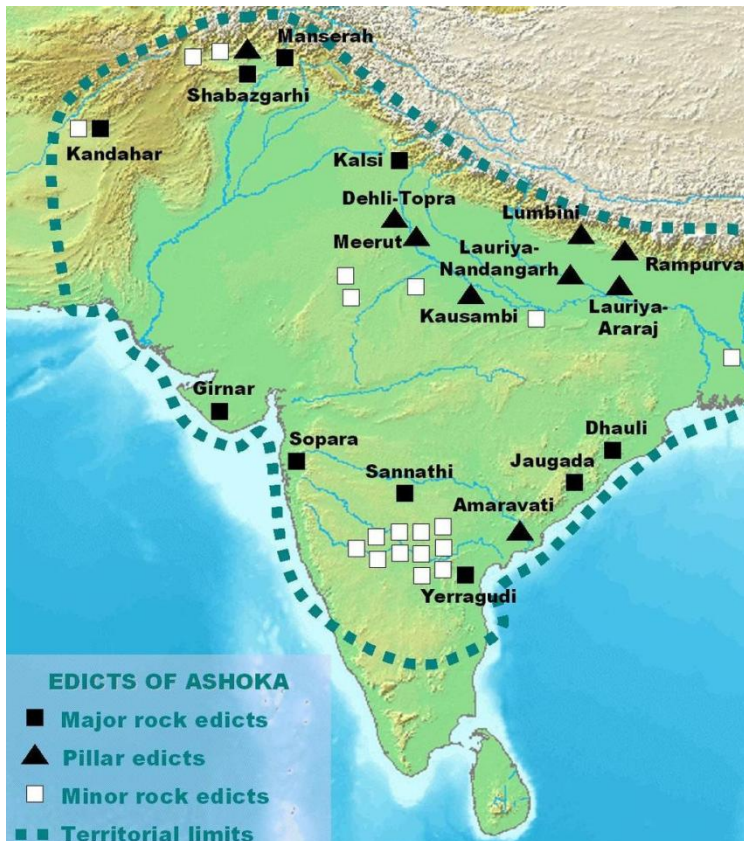 Manserah
Shabazgarhi
Kandahar
Kalsi
Dehli-Topra
Lumbini
Meerut
Lauriya-
Nandangarh
Rampurva
Kausambi
Lauriya-
Araraj
Girnar
Sopara
Dhauli
Sannathi
Jaugada
Amaravati
Yerragudi
EDICTS OF ASHOKA
Major rock edicts
Pillar edicts
Minor rock edicts
Territorial limits